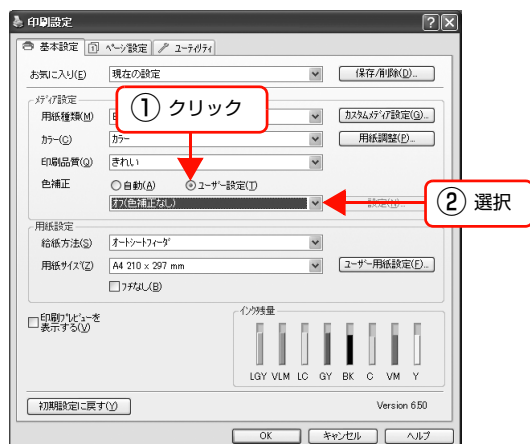 印刷設定
基本設定 ページ設定 ユーティリティ
お気に入り(F) 現在の設定 保存/削除(D)...
メディア設定
① クリック
用紙種類(M) カスタムメディア設定(G)...
カラー(C) カラー 用紙調整(P)...
印刷品質(Q) きれい
色補正 自動(A) ユーザー設定(T)
オフ(色補正なし)
② 選択
用紙設定
給紙方法(S) オートシートフィーダ
用紙サイズ(Z) A4 210 x 297 mm ユーザー用紙設定(E)...
フチなし(B)
印刷プレビューを
表示する(V)
インク残量
LGY VLM LC GY BK C VM Y
初期設定に戻す(Y) Version 6.50
OK キャンセル ヘルプ